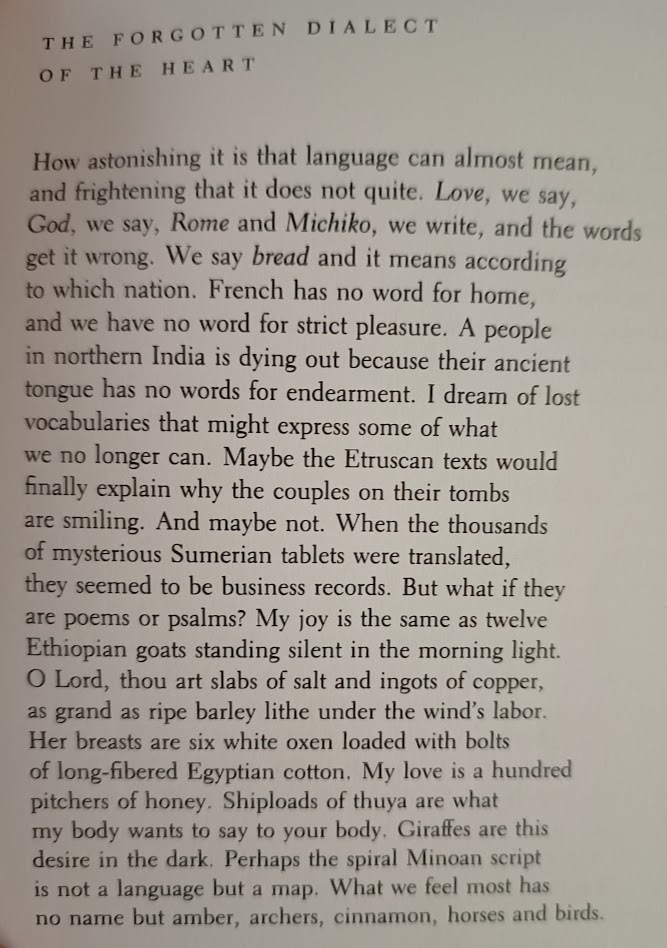 THE FORGOTTEN DIALECT
OF THE HEART
How astonishing it is that language can almost mean,
and frightening that it does not quite. Love, we say,
God, we say, Rome and Michiko, we write, and the words
get it wrong. We say bread and it means according
to which nation. French has no word for home,
and we have no word for strict pleasure. A people
in northern India is dying out because their ancient
tongue has no words for endearment. I dream of lost
vocabularies that might express some of what
we no longer can. Maybe the Etruscan texts would
finally explain why the couples on their tombs
are smiling. And maybe not. When the thousands
of mysterious Sumerian tablets were translated,
they seemed to be business records. But what if they
are poems or psalms? My joy is the same as twelve
Ethiopian goats standing silent in the morning light.
O Lord, thou art slabs of salt and ingots of copper,
as grand as ripe barley lithe under the wind's labor.
Her breasts are six white oxen loaded with bolts
of long-fibered Egyptian cotton. My love is a hundred
pitchers of honey. Shiploads of thuya are what
my body wants to say to your body. Giraffes are this
desire in the dark. Perhaps the spiral Minoan script
is not a language but a map. What we feel most has
no name but amber, archers, cinnamon, horses and birds.